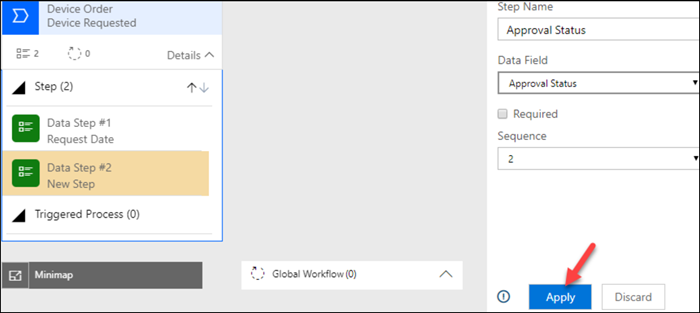 Device Order
Device Requested
2
0
Details
Step (2)
Data Step #1
Request Date
Data Step #2
New Step
Triggered Process (0)
Minimap
Global Workflow (0)
Step Name
Approval Status
Data Field
Approval Status
Required
Sequence
2
Apply
Discard